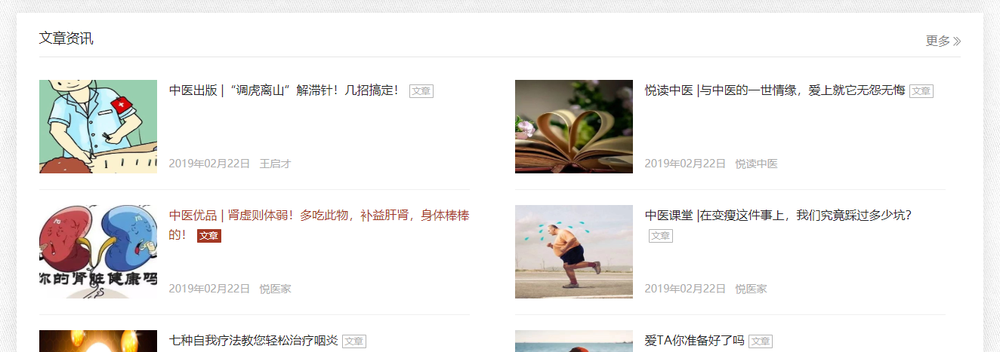 文章资讯
更多
中医出版 |“调虎离山”解滞针！几招搞定！ 文章
2019年02月22日 王启才
悦读中医 |与中医的一世情缘，爱上就它无怨无悔 文章
2019年02月22日 悦读中医
中医优品 | 肾虚则体弱！多吃此物，补益肝肾，身体棒棒
的！ 文章
你的肾脏健康吗
2019年02月22日 悦医家
中医课堂 |在变瘦这件事上，我们究竟踩过多少坑？
文章
2019年02月22日 悦医家
七种自我疗法教您轻松治疗咽炎 文章
爱TA你准备好了吗 文章